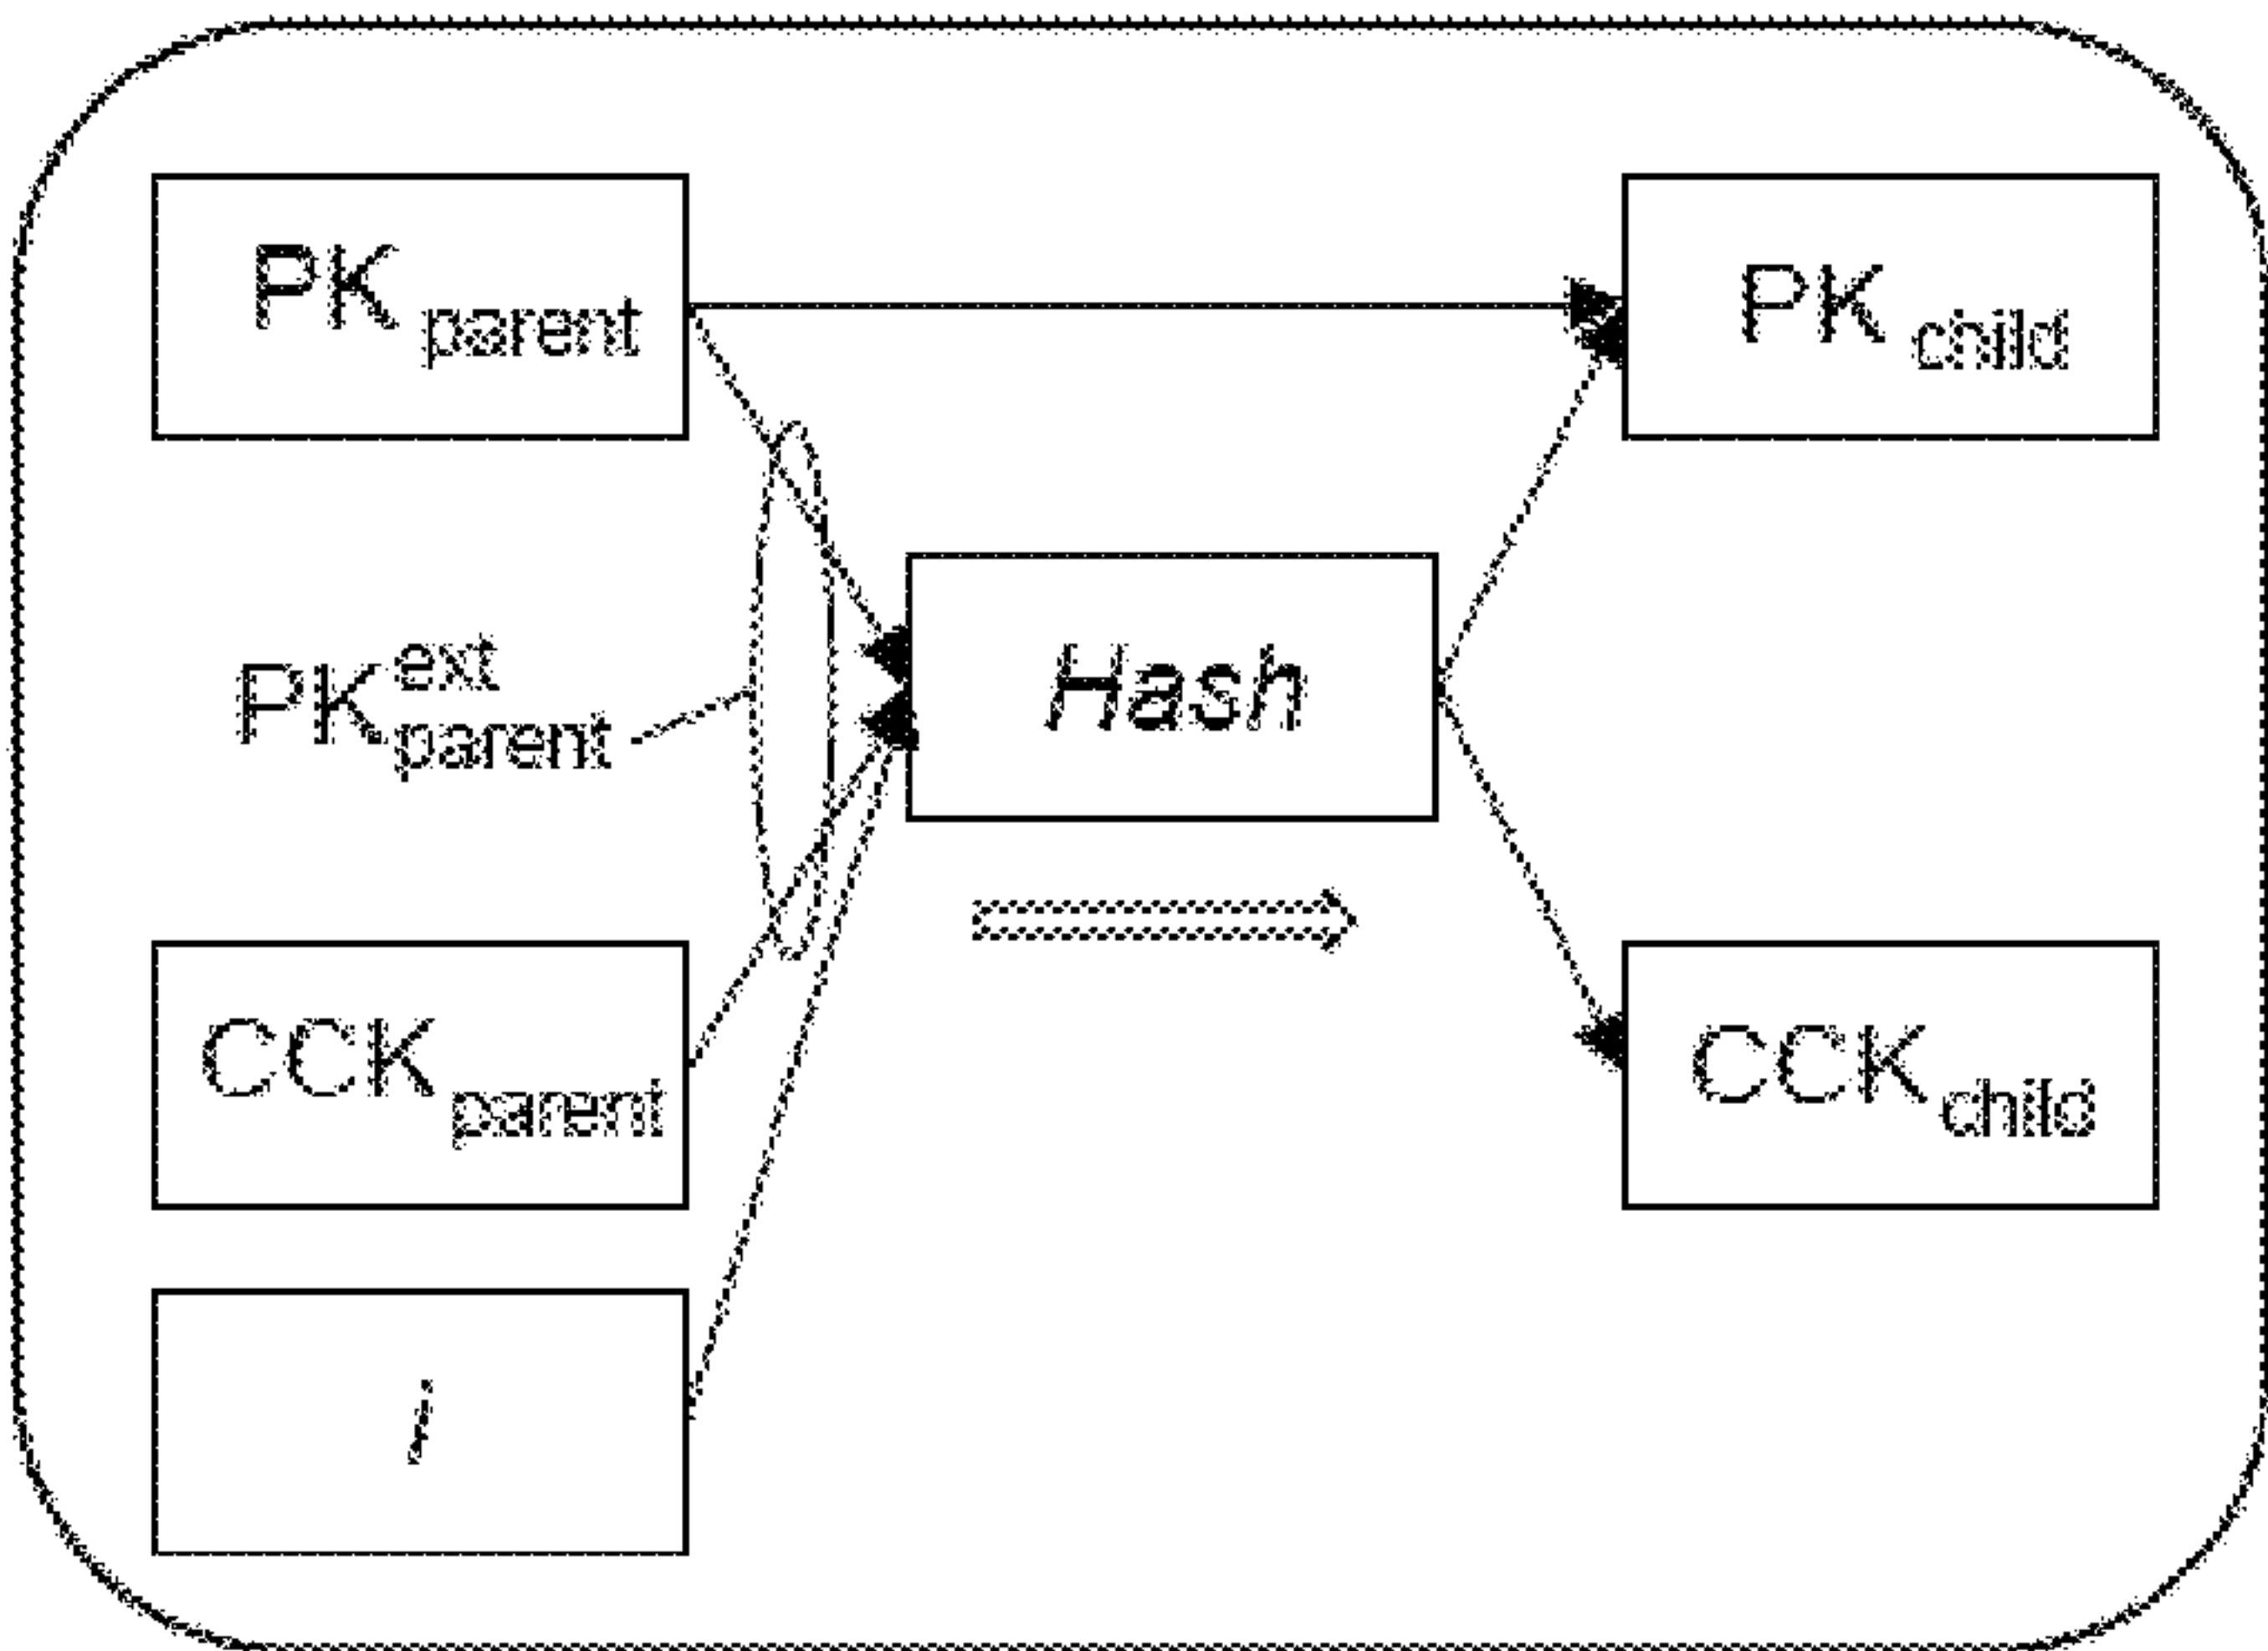 PK parent
PK child
PK ext parent
Hash
CCK parent
CCK child
I